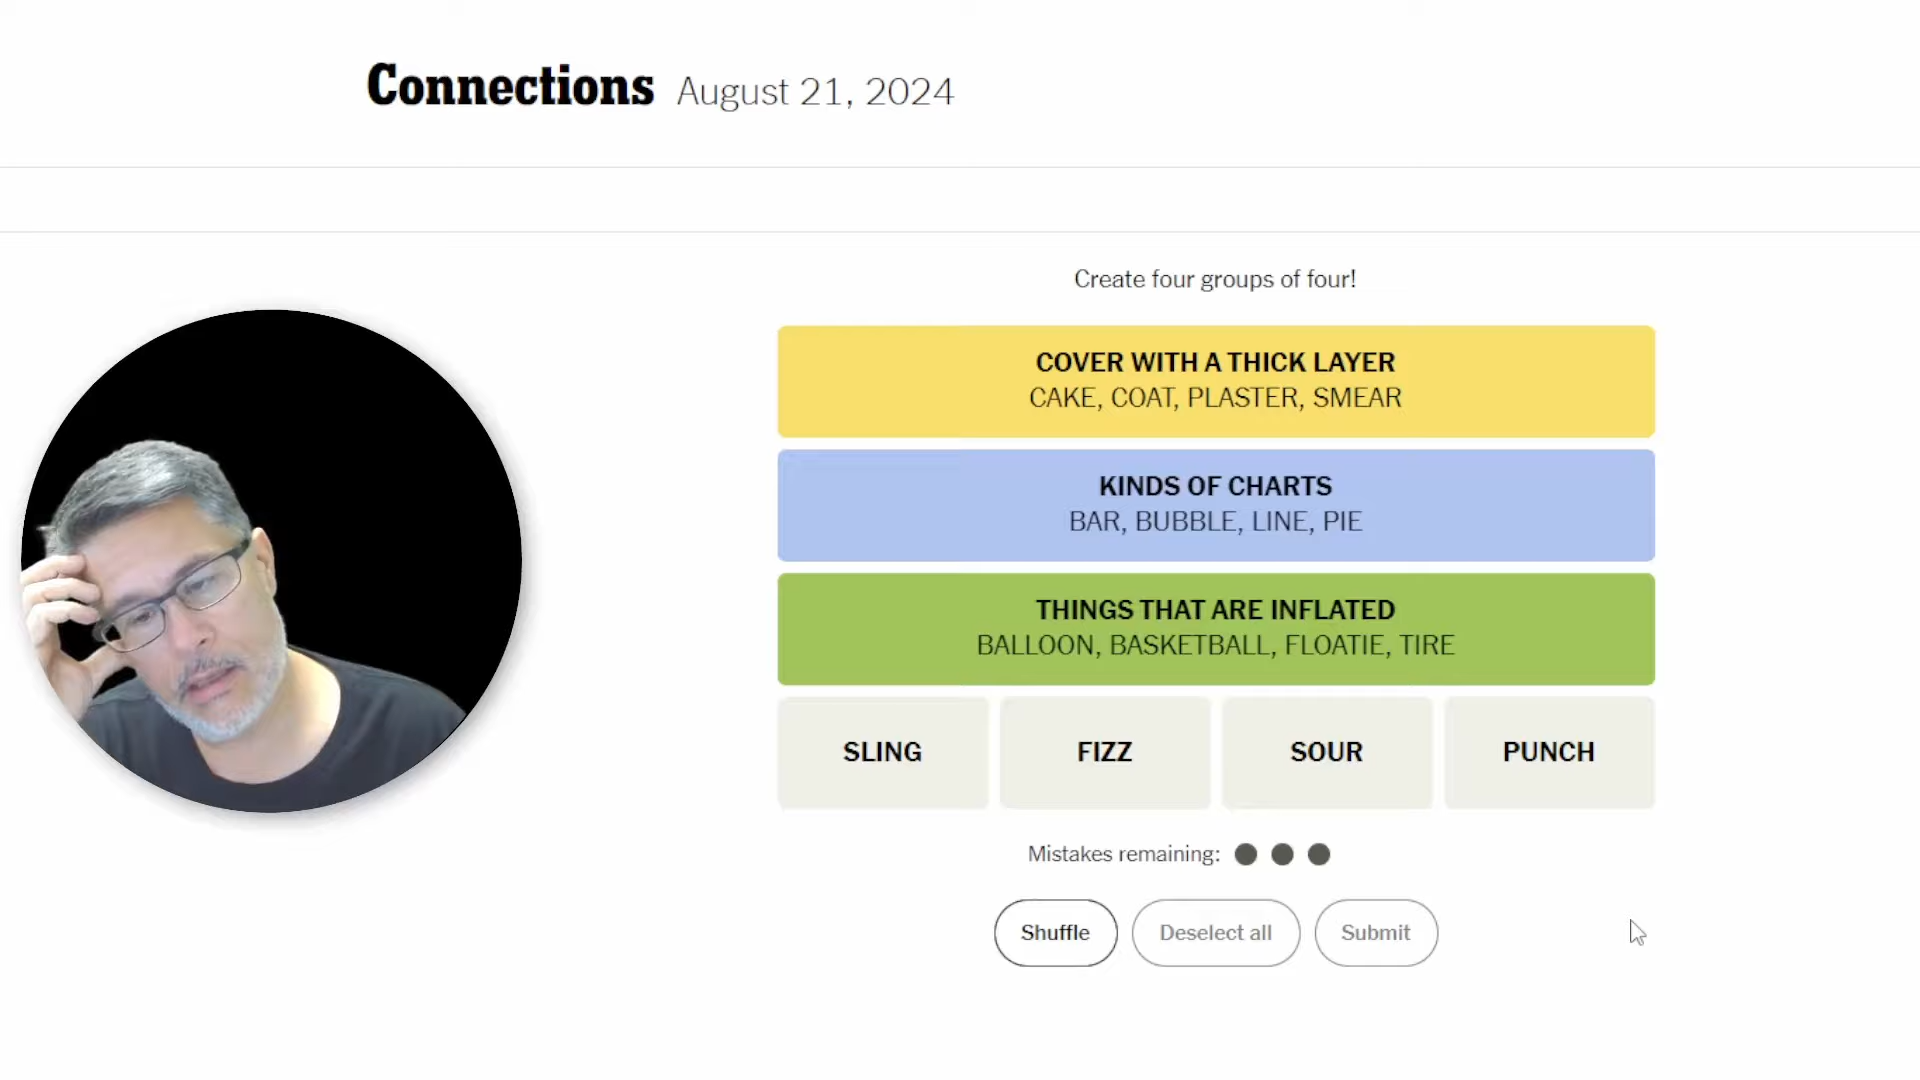 Connections August 21, 2024
Create four groups of four!
COVER WITH A THICK LAYER
CAKE, COAT, PLASTER, SMEAR
KINDS OF CHARTS
BAR, BUBBLE, LINE, PIE
THINGS THAT ARE INFLATED
BALLOON, BASKETBALL, FLOATIE, TIRE
SLING FIZZ SOUR PUNCH
Mistakes remaining:
Shuffle Deselect all Submit